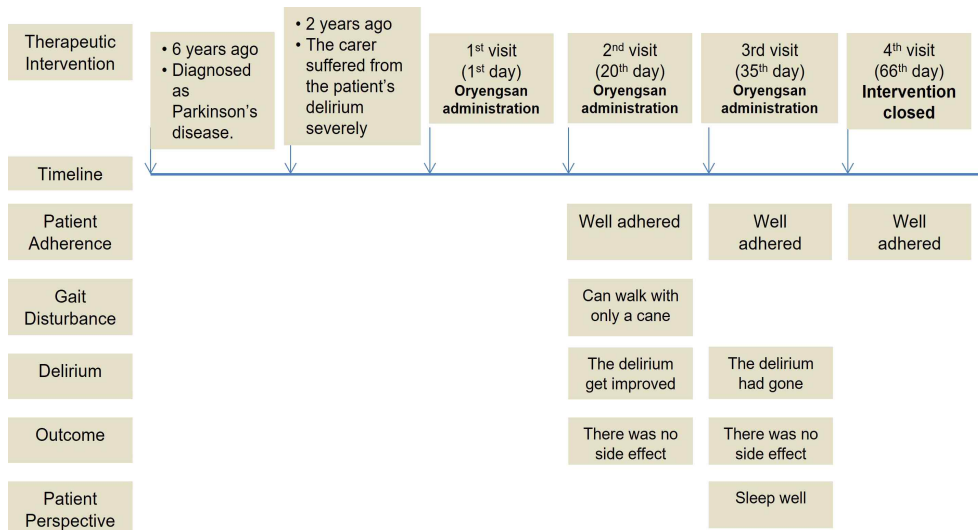 Therapeutic
Intervention
• 6 years ago
• Diagnosed
as
Parkinson's
disease.
• 2 years ago
• The carer
suffered from
the patient's
delirium
severely
1st visit
(1st day)
Oryengsan
administration
2nd visit
(20th day)
Oryengsan
administration
3rd visit
(35th day)
Oryengsan
administration
4th visit
(66th day)
Intervention
closed
Timeline
Patient
Adherence
Well adhered
Well
adhered
Well
adhered
Gait
Disturbance
Can walk with
only a cane
Delirium
The delirium
get improved
The delirium
had gone
Outcome
There was no
side effect
There was no
side effect
Patient
Perspective
Sleep well